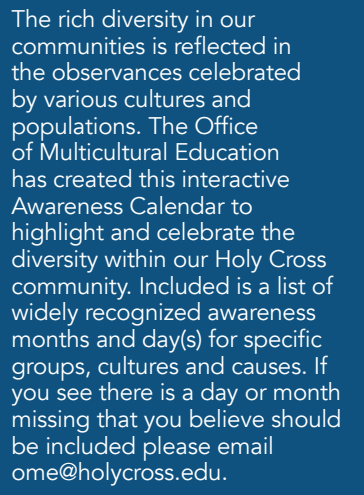 The rich diversity in our
communities is reflected in
the observances celebrated
by various cultures and
populations. The Office
of Multicultural Education
has created this interactive
Awareness Calendar to
highlight and celebrate the
diversity within our Holy Cross
community. Included is a list of
widely recognized awareness
months and day(s) for specific
groups, cultures and causes. If
you see there is a day or month
missing that you believe should
be included please email
ome@holycross.edu.